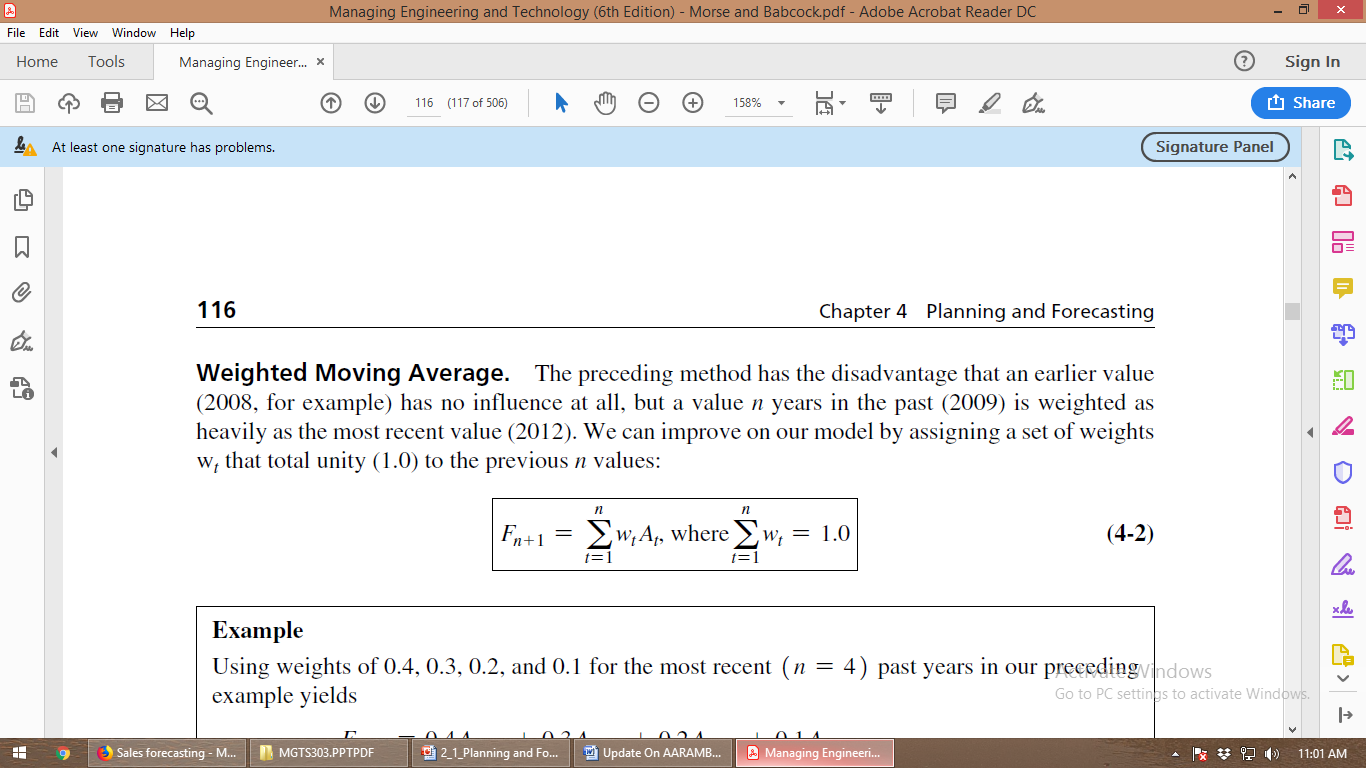 Managing Engineering and Technology (6th Edition) - Morse and Babcock.pdf - Adobe Acrobat Reader DC
File Edit View Window Help
Home Tools Managing Engineer... × ? Sign In
116 (117 of 506) 158% Share
At least one signature has problems. Signature Panel
116 Chapter 4 Planning and Forecasting
Weighted Moving Average. The preceding method has the disadvantage that an earlier value
(2008, for example) has no influence at all, but a value n years in the past (2009) is weighted as
heavily as the most recent value (2012). We can improve on our model by assigning a set of weights
wₜ that total unity (1.0) to the previous n values:
Fₙ₊₁ = ∑ₜ₌₁ⁿ wₜAₜ, where ∑ₜ₌₁ⁿ wₜ = 1.0 (4-2)
Example
Using weights of 0.4, 0.3, 0.2, and 0.1 for the most recent (n = 4) past years in our preceding
example yields
Activate Windows
Go to PC settings to activate Windows.
Sales forecasting - M... MGTS303.PPTPDF 2_1_Planning and Fo... Update On AARAMB... Managing Engineeri... 11:01 AM